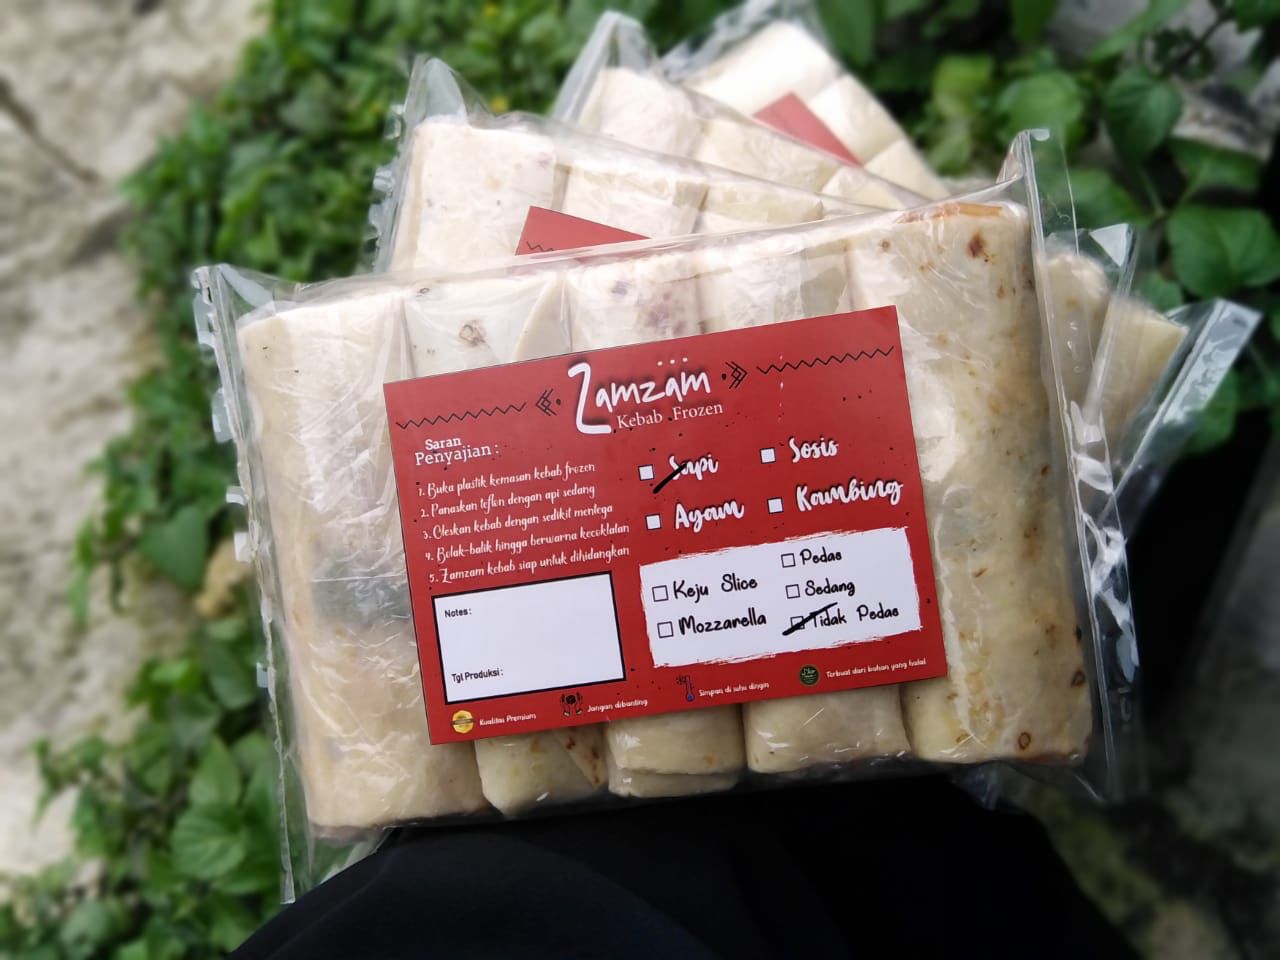 Zamzam
Kebab Frozen
Saran
Penyajian :
1. Buka plastik kemasan kebab frozen
2. Panaskan teflon dengan api sedang
3. Oleskan kebab dengan sedikit mentega
4. Bolak-balik hingga berwarna kecoklatan
5. Zamzam kebab siap untuk dihidangkan
Sapi
Sosis
Ayam
Kambing
Keju Slice
Mozzarella
Pedas
Sedang
Tidak Pedas
Notes :
Tgl Produksi :
Kualitas Premium
Jangan dibanting
Simpan di suhu dingin
Terbuat dari bahan yang halal